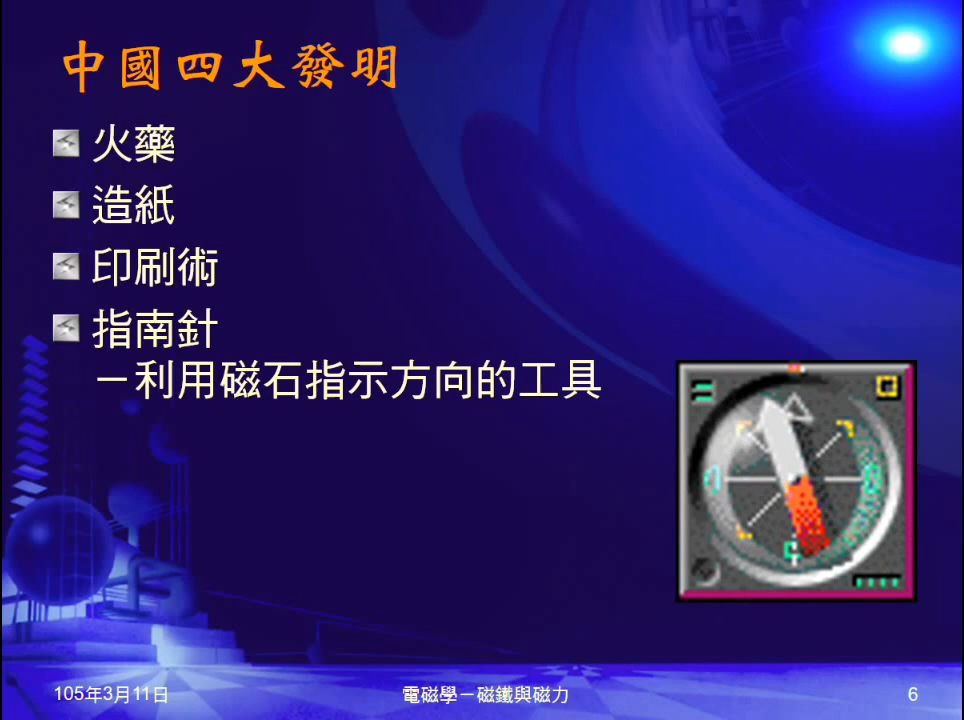 中國四大發明
火藥
造紙
印刷術
指南針
－利用磁石指示方向的工具
105年3月11日
電磁學－磁鐵與磁力
6